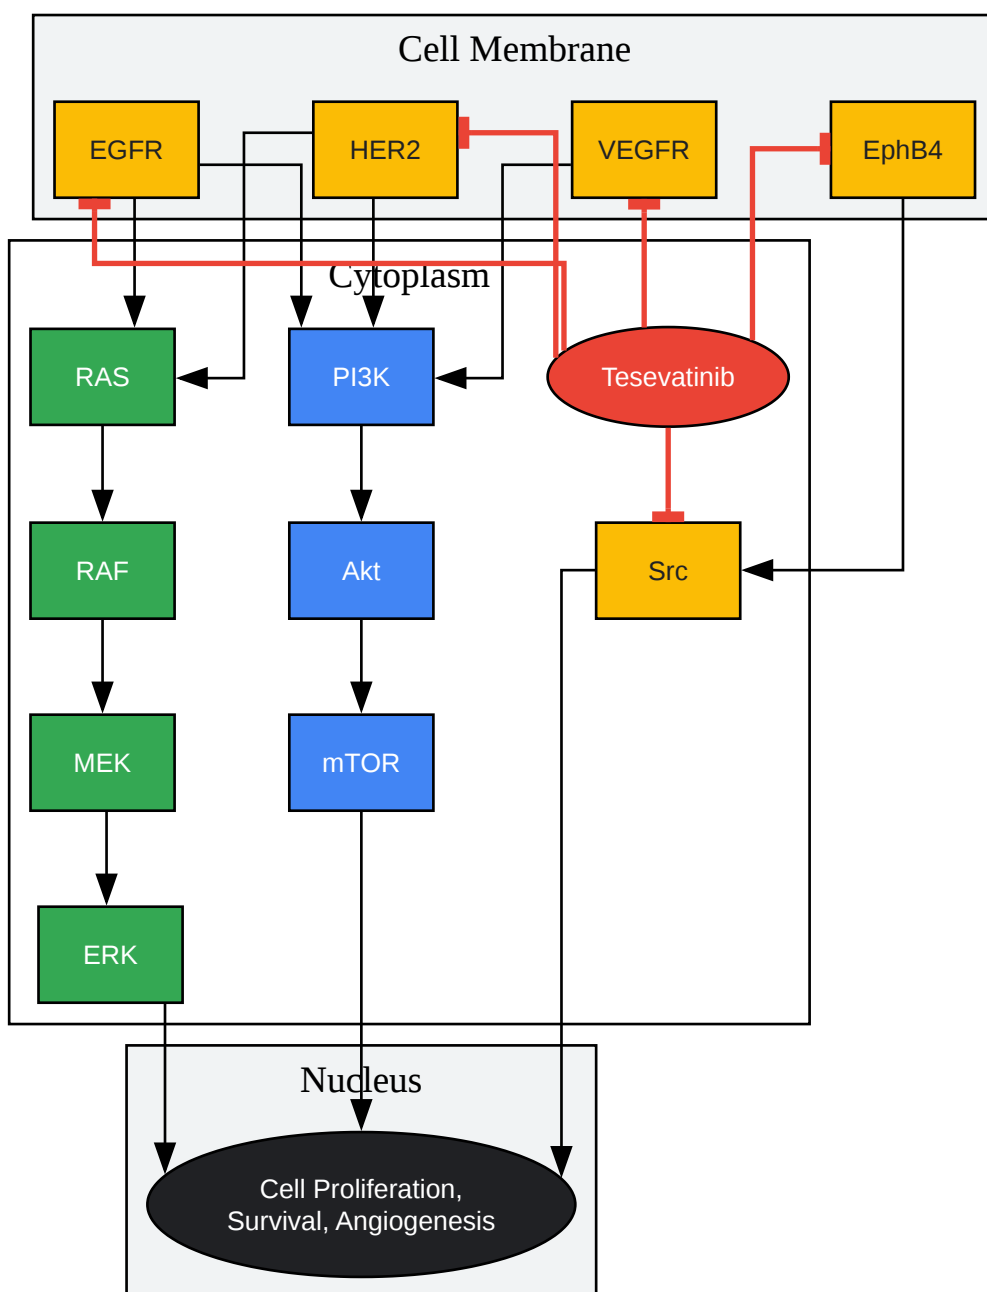 Cell Membrane
EGFR
HER2
VEGFR
EphB4
Cytoplasm
RAS
PI3K
Tesevatinib
RAF
Akt
Src
MEK
mTOR
ERK
Nucleus
Cell Proliferation,
Survival, Angiogenesis